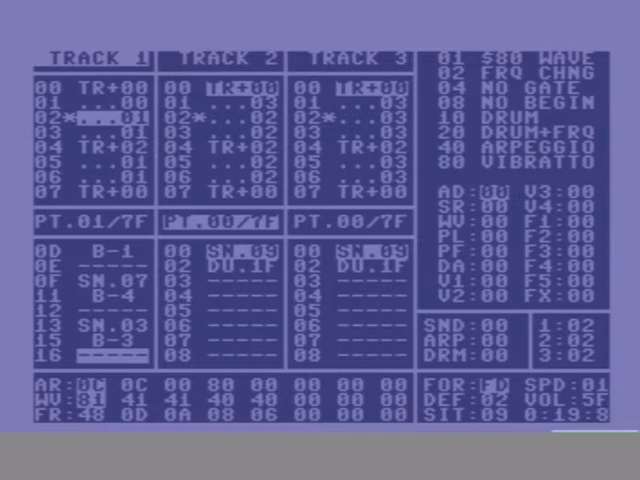 TRACK 1 TRACK 2 TRACK 3 01 $80 WAVE
02 FRQ CHNG
00 TR+00 00 TR+00 00 TR+00 04 NO GATE
01 ...00 01 ...03 01 ...03 08 NO BEGIN
02*...01 02*...02 02*...03 10 DRUM
03 ...01 03 ...02 03 ...03 20 DRUM+FRQ
04 TR+02 04 TR+02 04 TR+02 40 ARPEGGIO
05 ...01 05 ...02 05 ...03 80 VIBRATTO
06 ...01 06 ...02 06 ...03
07 TR+00 07 TR+00 07 TR+00 AD:00 V3:00
SR:00 V4:00
PT.01/7F PT.00/7F PT.00/7F WV:00 F1:00
PL:00 F2:00
0D B-1 00 SN.09 00 SN.09 PF:00 F3:00
0E ----- 02 DU.1F 02 DU.1F DA:00 F4:00
0F SN.07 03 ----- 03 ----- V1:00 F5:00
11 B-4 04 ----- 04 ----- V2:00 FX:00
12 ----- 05 ----- 05 -----
13 SN.03 06 ----- 06 ----- SND:00 1:02
15 B-3 07 ----- 07 ----- ARP:00 2:02
16 ----- 08 ----- 08 ----- DRM:00 3:02
AR:0C 0C 00 80 00 00 00 00 FOR:FD SPD:01
WV:81 41 41 40 40 00 00 00 DEF:02 VOL:5F
FR:48 0D 0A 08 06 00 00 00 SIT:09 0:19:8